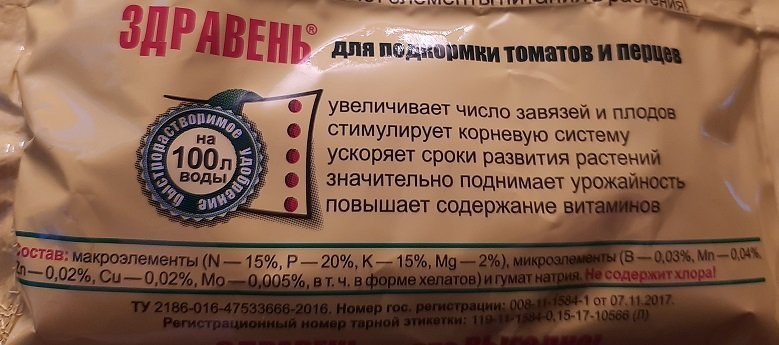 ЗДРАВЕНЬ® для подкормки томатов и перцев
быстрорастворимое удобрение
на
100л
воды
увеличивает число завязей и плодов
стимулирует корневую систему
ускоряет сроки развития растений
значительно поднимает урожайность
повышает содержание витаминов
Состав: макроэлементы (N — 15%, P — 20%, K — 15%, Mg — 2%), микроэлементы (B — 0,03%, Mn — 0,04%,
Zn — 0,02%, Cu — 0,02%, Mo — 0,005%, в т. ч. в форме хелатов) и гумат натрия. Не содержит хлора!
ТУ 2186-016-47533666-2016. Номер гос. регистрации: 008-11-1584-1 от 07.11.2017.
Регистрационный номер тарной этикетки: 119-11-1584-0,15-17-10566 (Л)